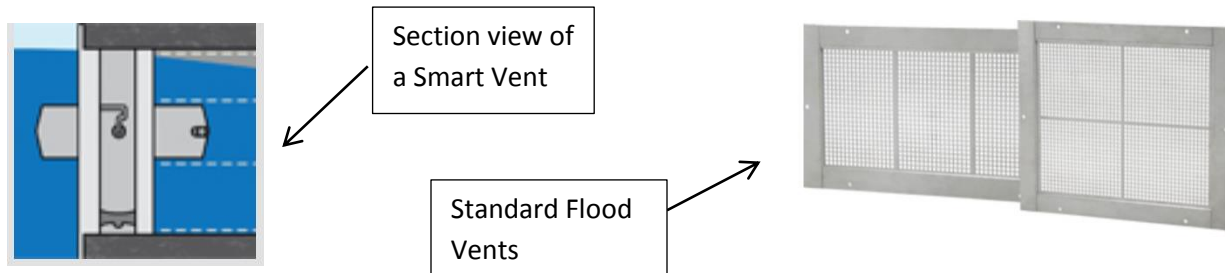 Section view of
a Smart Vent
Standard Flood
Vents